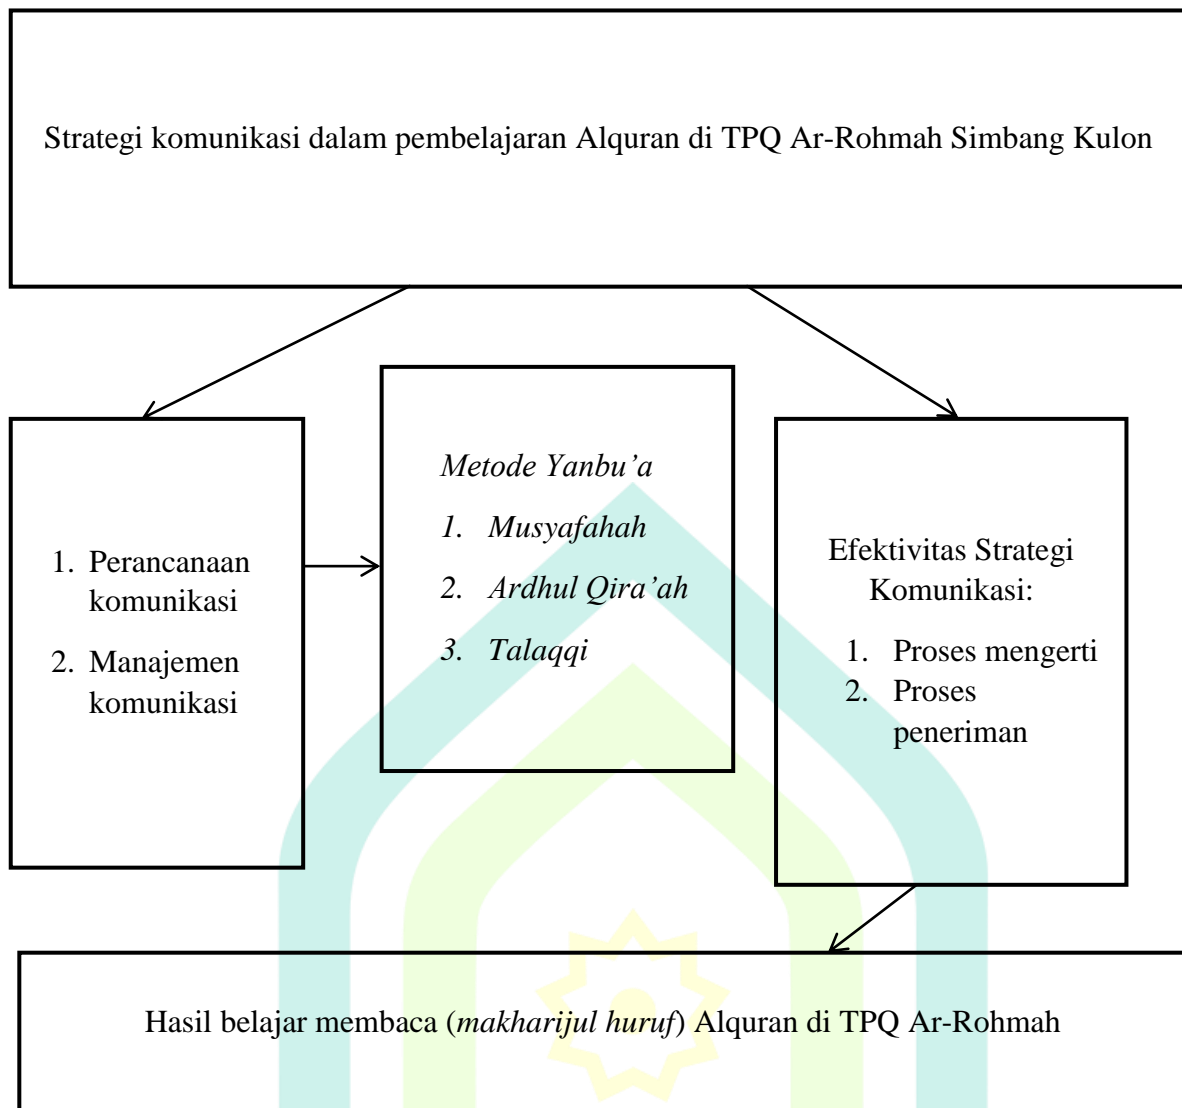 Strategi komunikasi dalam pembelajaran Alquran di TPQ Ar-Rohmah Simbang Kulon
1. Perancanaan
komunikasi
2. Manajemen
komunikasi
Metode Yanbu’a
1. Musyafahah
2. Ardhul Qira’ah
3. Talaqqi
Efektivitas Strategi
Komunikasi:
1. Proses mengerti
2. Proses
peneriman
Hasil belajar membaca (makharijul huruf) Alquran di TPQ Ar-Rohmah